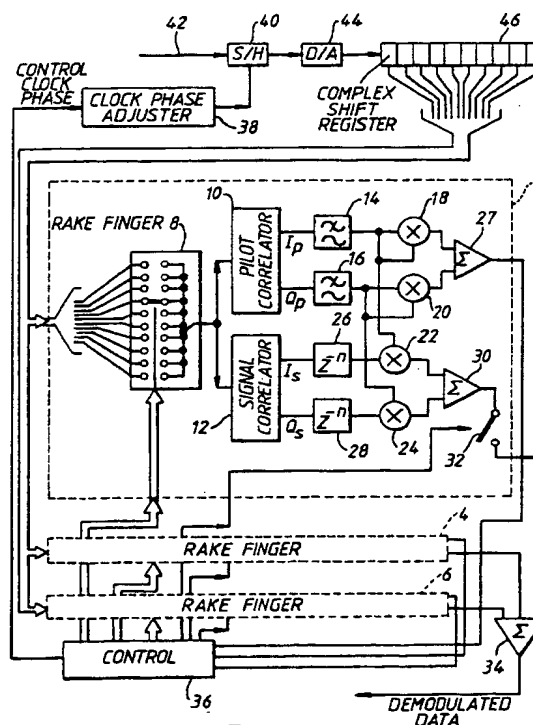 40
44
46
42
S/H
D/A
CONTROL
CLOCK
PHASE
CLOCK PHASE
ADJUSTER
38
COMPLEX
SHIFT
REGISTER
RAKE FINGER 8
10
PILOT
CORRELATOR
Ip
Qp
14
16
18
20
27
Σ
12
SIGNAL
CORRELATOR
Is
Qs
26
Z⁻ⁿ
28
Z⁻ⁿ
22
24
30
Σ
32
4
RAKE FINGER
6
RAKE FINGER
CONTROL
36
Σ
34
DEMODULATED
DATA